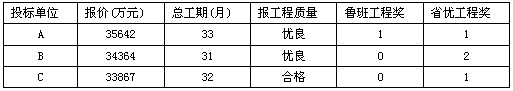 投标单位 报价(万元) 总工期(月) 报工程质量 鲁班工程奖 省优工程奖
A 35642 33 优良 1 1
B 34364 31 优良 0 2
C 33867 32 合格 0 1